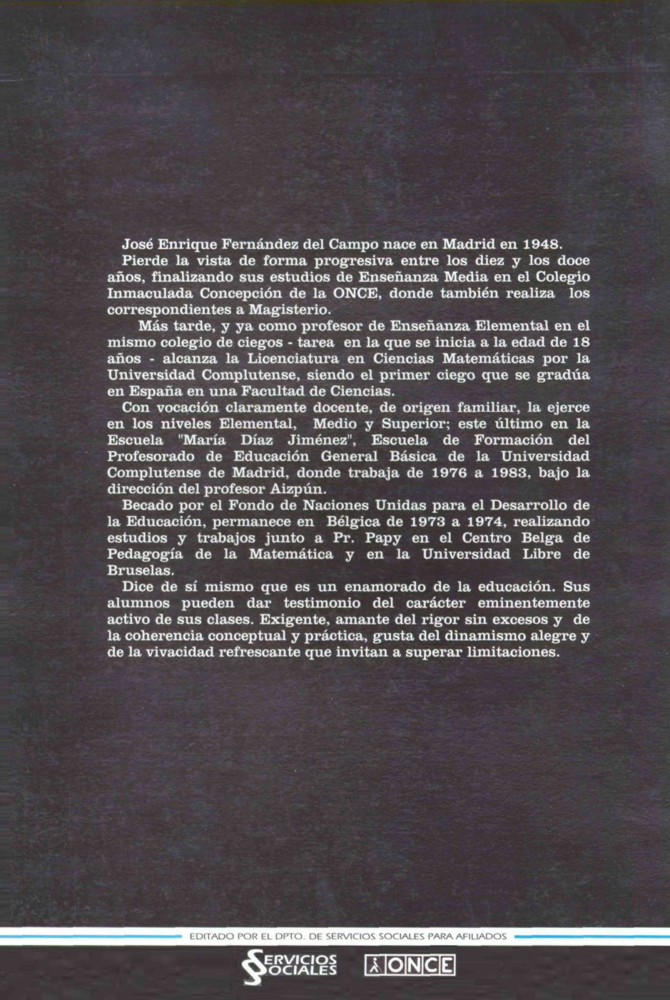 José Enrique Fernández del Campo nace en Madrid en 1948.
Pierde la vista de forma progresiva entre los diez y los doce
años, finalizando sus estudios de Enseñanza Media en el Colegio
Inmaculada Concepción de la ONCE, donde también realiza los
correspondientes a Magisterio.
Más tarde, y ya como profesor de Enseñanza Elemental en el
mismo colegio de ciegos - tarea en la que se inicia a la edad de 18
años - alcanza la Licenciatura en Ciencias Matemáticas por la
Universidad Complutense, siendo el primer ciego que se gradúa
en España en una Facultad de Ciencias.
Con vocación claramente docente, de origen familiar, la ejerce
en los niveles Elemental, Medio y Superior; este último en la
Escuela "María Díaz Jiménez", Escuela de Formación del
Profesorado de Educación General Básica de la Universidad
Complutense de Madrid, donde trabaja de 1976 a 1983, bajo la
dirección del profesor Aizpún.
Becado por el Fondo de Naciones Unidas para el Desarrollo de
la Educación, permanece en Bélgica de 1973 a 1974, realizando
estudios y trabajos junto a Pr. Papy en el Centro Belga de
Pedagogía de la Matemática y en la Universidad Libre de
Bruselas.
Dice de sí mismo que es un enamorado de la educación. Sus
alumnos pueden dar testimonio del carácter eminentemente
activo de sus clases. Exigente, amante del rigor sin excesos y de
la coherencia conceptual y práctica, gusta del dinamismo alegre y
de la vivacidad refrescante que invitan a superar limitaciones.
EDITADO POR EL DPTO. DE SERVICIOS SOCIALES PARA AFILIADOS
SERVICIOS
SOCIALES
ONCE